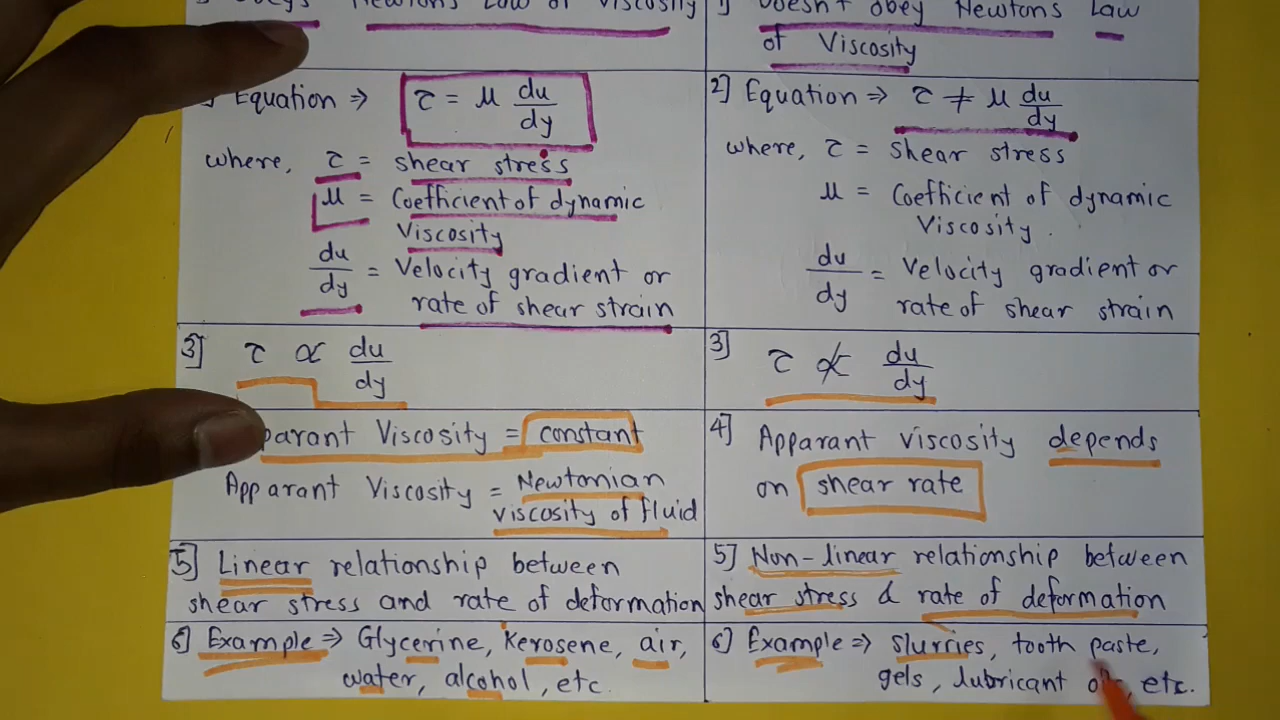 Obeys Newtons Law of Viscosity
Equation ⇒ τ = μ du/dy
where, τ = shear stress
μ = Coefficient of dynamic
Viscosity
du/dy = Velocity gradient or
rate of shear strain
3] τ ∝ du/dy
parant Viscosity = constant
Apparant Viscosity = Newtonian
viscosity of fluid
5] Linear relationship between
shear stress and rate of deformation
6] Example ⇒ Glycerine, kerosene, air,
water, alcohol, etc.
1] Doesn't obey Newtons Law
of Viscosity
2] Equation ⇒ τ ≠ μ du/dy
where, τ = shear stress
μ = Coefficient of dynamic
Viscosity.
du/dy = Velocity gradient or
rate of shear strain
3] τ ∝̸ du/dy
4] Apparant viscosity depends
on shear rate
5] Non-linear relationship between
shear stress & rate of deformation
6] Example ⇒ slurries, tooth paste,
gels, lubricant etc.